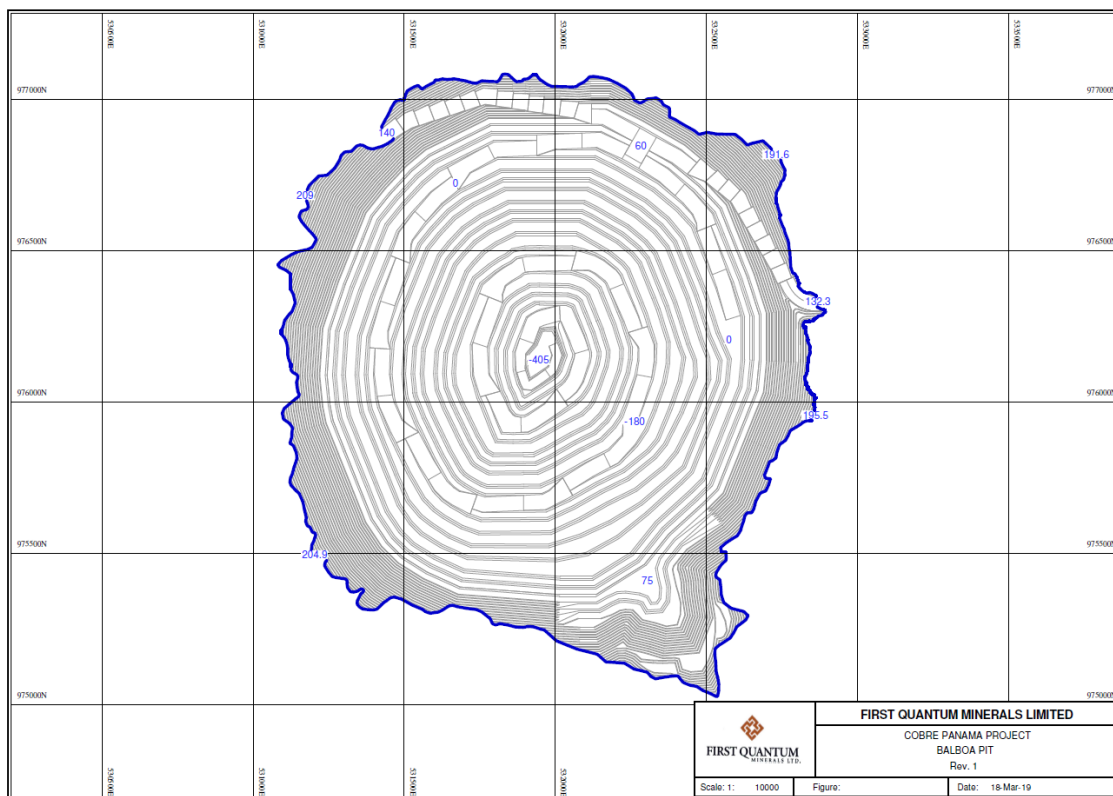 530500E
531000E
531500E
532000E
532500E
533000E
533500E
977000N
977000N
140
60
191.6
0
209
976500N
976500N
132.3
0
-405
976000N
976000N
195.5
-180
975500N
975500N
204.9
75
975000N
975000N
530500E
531000E
531500E
532000E
FIRST QUANTUM
MINERALS LTD.
FIRST QUANTUM MINERALS LIMITED
COBRE PANAMA PROJECT
BALBOA PIT
Rev. 1
Scale: 1: 10000
Figure:
Date: 18-Mar-19